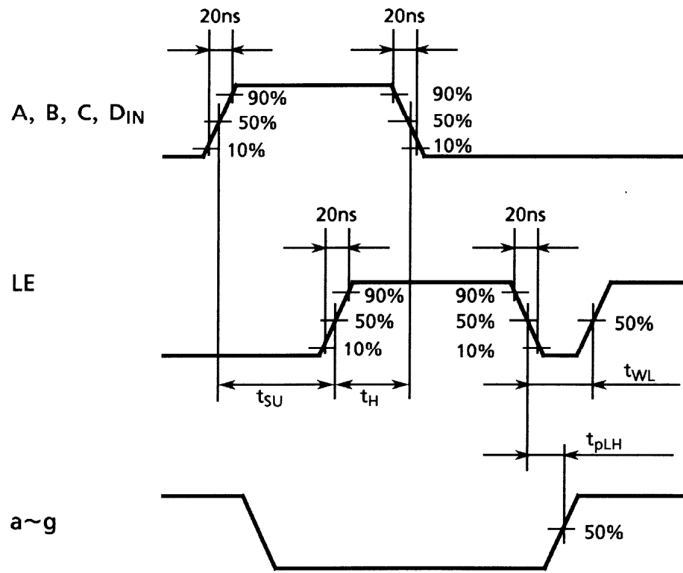 20ns 20ns
A, B, C, DIN
90% 90%
50% 50%
10% 10%
20ns 20ns
LE
90% 90%
50% 50% 50%
10% 10%
tSU tH tWL
tpLH
a~g
50%